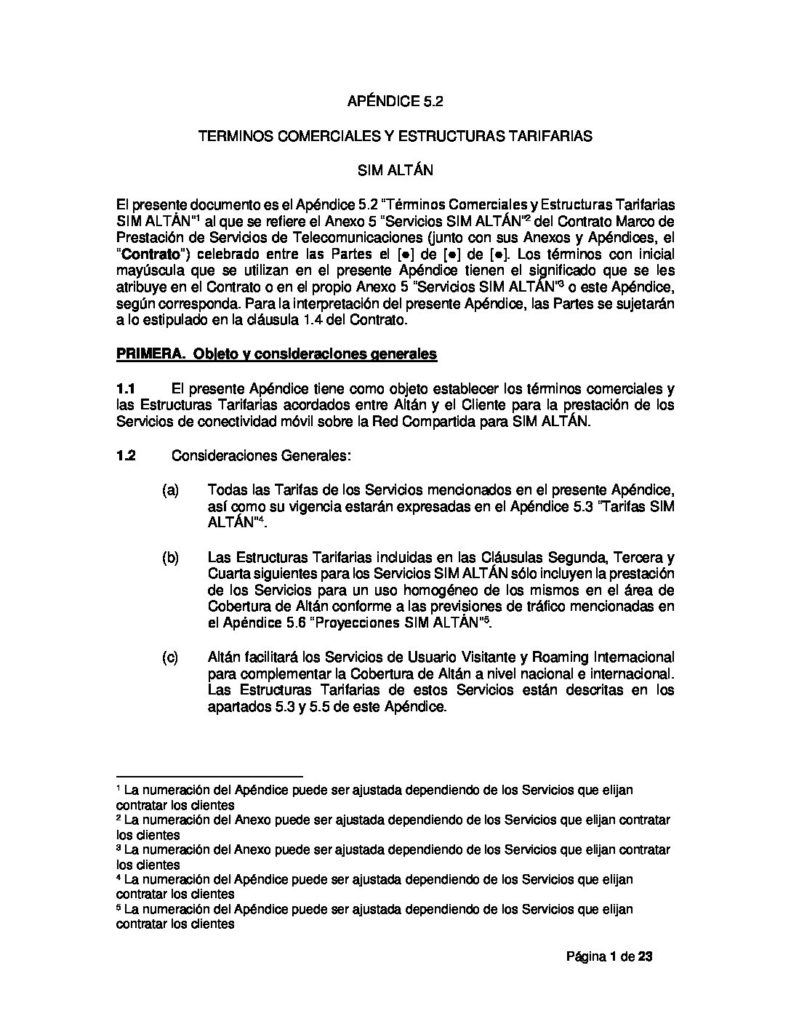 APÉNDICE 5.2
TERMINOS COMERCIALES Y ESTRUCTURAS TARIFARIAS
SIM ALTÁN
El presente documento es el Apéndice 5.2 "Términos Comerciales y Estructuras Tarifarias
SIM ALTÁN"¹ al que se refiere el Anexo 5 "Servicios SIM ALTÁN"² del Contrato Marco de
Prestación de Servicios de Telecomunicaciones (junto con sus Anexos y Apéndices, el
"Contrato") celebrado entre las Partes el [●] de [●] de [●]. Los términos con inicial
mayúscula que se utilizan en el presente Apéndice tienen el significado que se les
atribuye en el Contrato o en el propio Anexo 5 "Servicios SIM ALTÁN"³ o este Apéndice,
según corresponda. Para la interpretación del presente Apéndice, las Partes se sujetarán
a lo estipulado en la cláusula 1.4 del Contrato.
PRIMERA. Objeto y consideraciones generales
1.1 El presente Apéndice tiene como objeto establecer los términos comerciales y
las Estructuras Tarifarias acordados entre Altán y el Cliente para la prestación de los
Servicios de conectividad móvil sobre la Red Compartida para SIM ALTÁN.
1.2 Consideraciones Generales:
(a) Todas las Tarifas de los Servicios mencionados en el presente Apéndice,
así como su vigencia estarán expresadas en el Apéndice 5.3 "Tarifas SIM
ALTÁN"⁴.
(b) Las Estructuras Tarifarias incluidas en las Cláusulas Segunda, Tercera y
Cuarta siguientes para los Servicios SIM ALTÁN sólo incluyen la prestación
de los Servicios para un uso homogéneo de los mismos en el área de
Cobertura de Altán conforme a las previsiones de tráfico mencionadas en
el Apéndice 5.6 "Proyecciones SIM ALTÁN"⁵.
(c) Altán facilitará los Servicios de Usuario Visitante y Roaming Internacional
para complementar la Cobertura de Altán a nivel nacional e internacional.
Las Estructuras Tarifarias de estos Servicios están descritas en los
apartados 5.3 y 5.5 de este Apéndice.
¹ La numeración del Apéndice puede ser ajustada dependiendo de los Servicios que elijan
contratar los clientes
² La numeración del Anexo puede ser ajustada dependiendo de los Servicios que elijan contratar
los clientes
³ La numeración del Anexo puede ser ajustada dependiendo de los Servicios que elijan contratar
los clientes
⁴ La numeración del Apéndice puede ser ajustada dependiendo de los Servicios que elijan
contratar los clientes
⁵ La numeración del Apéndice puede ser ajustada dependiendo de los Servicios que elijan
contratar los clientes
Página 1 de 23